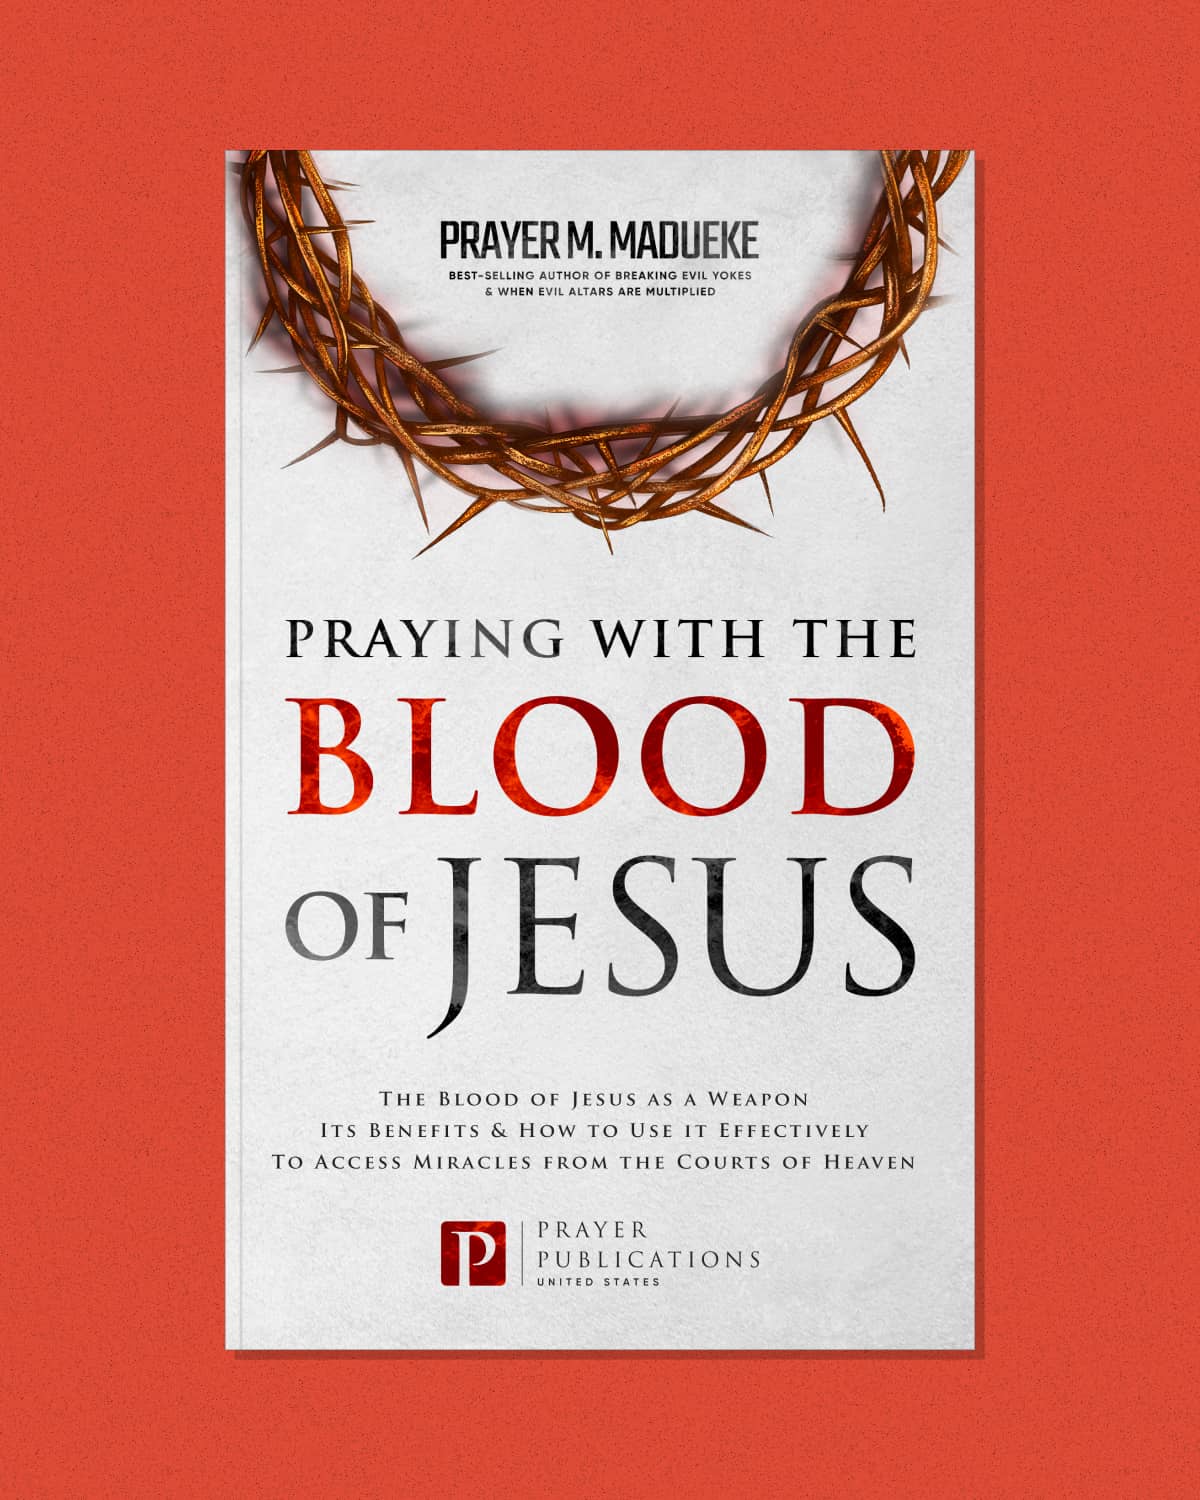 PRAYER M. MADUEKE
BEST-SELLING AUTHOR OF BREAKING EVIL YOKES
& WHEN EVIL ALTARS ARE MULTIPLIED
PRAYING WITH THE
BLOOD
OF JESUS
THE BLOOD OF JESUS AS A WEAPON
ITS BENEFITS & HOW TO USE IT EFFECTIVELY
TO ACCESS MIRACLES FROM THE COURTS OF HEAVEN
P
PRAYER
PUBLICATIONS
UNITED STATES